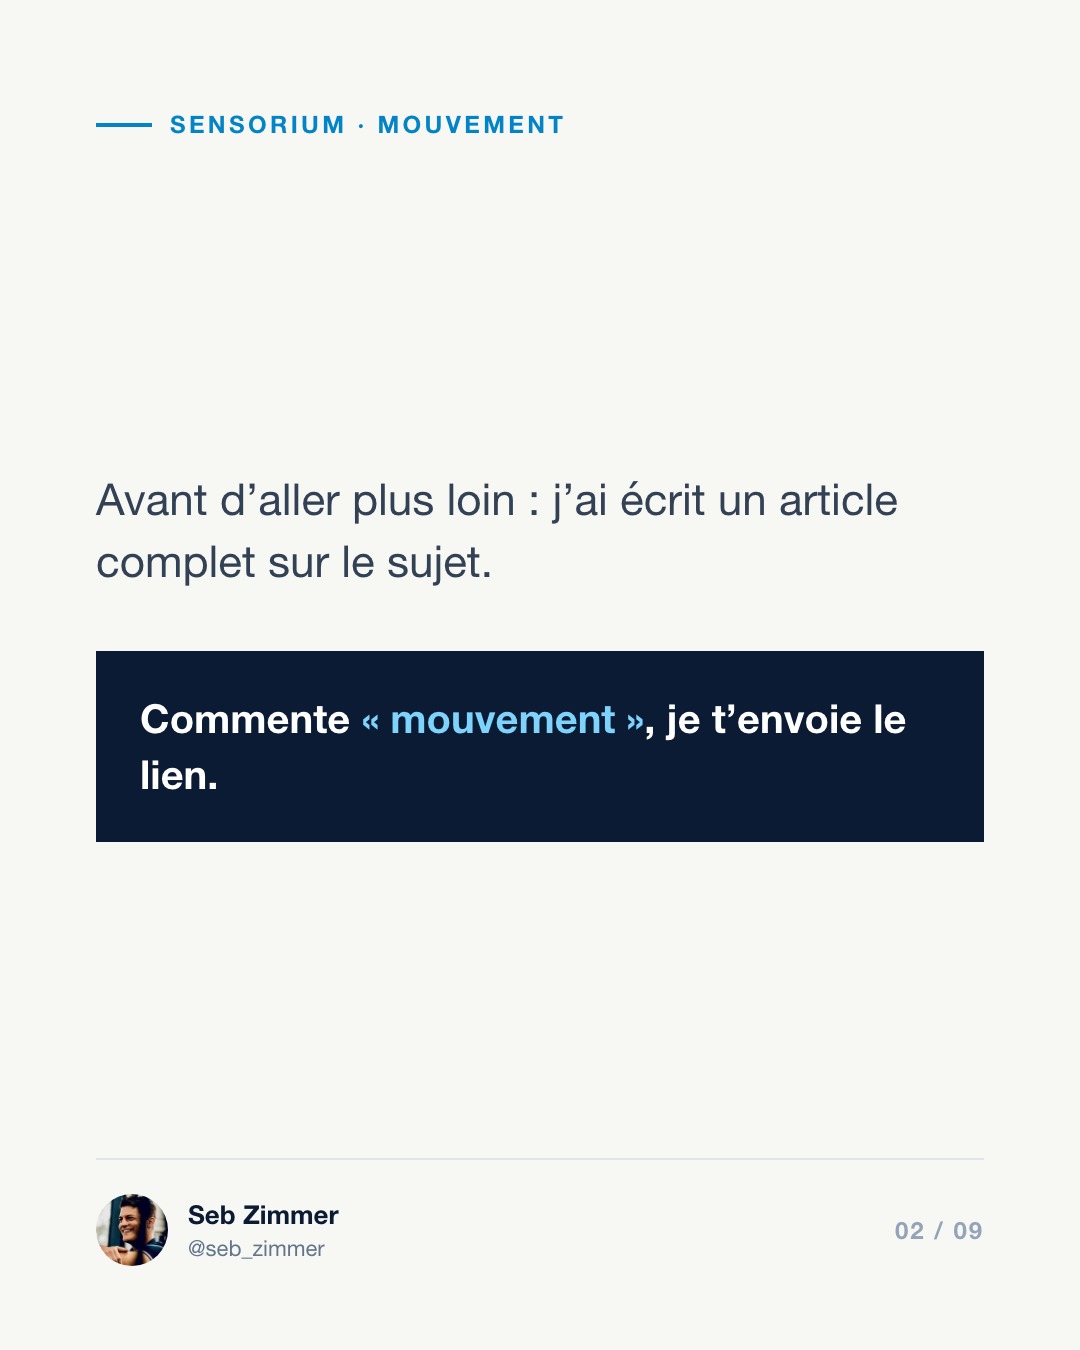 SENSORIUM · MOUVEMENT
Avant d’aller plus loin : j’ai écrit un article
complet sur le sujet.
Commente « mouvement », je t’envoie le
lien.
Seb Zimmer
@seb_zimmer
02 / 09